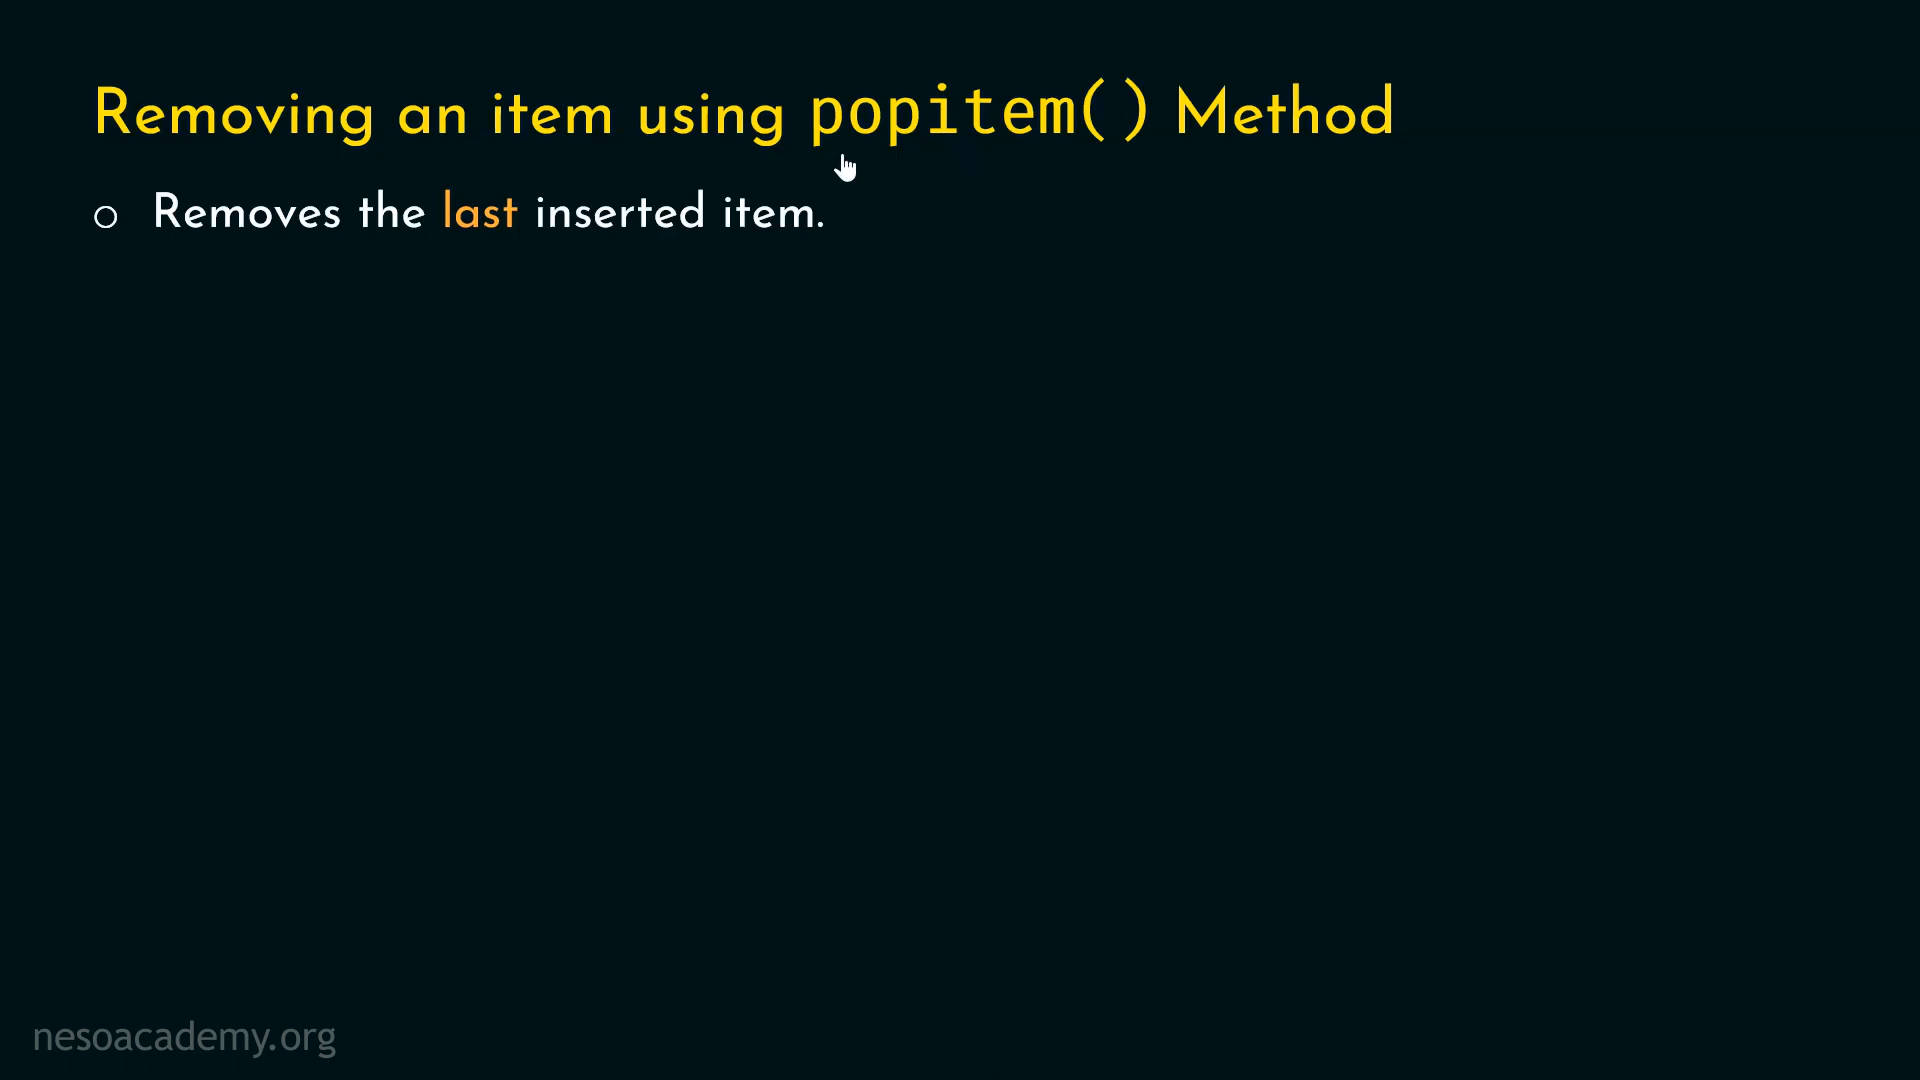 Removing an item using popitem() Method
○ Removes the last inserted item.
nesoacademy.org